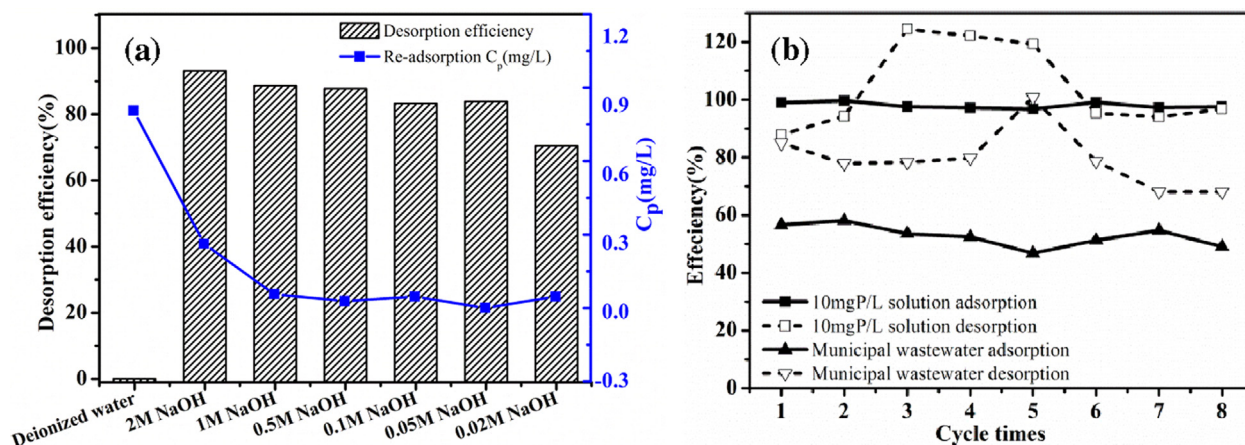 (a)
Desorption efficiency
Re-adsorption Cp(mg/L)
Desorption efficiency(%)
100
80
60
40
20
0
1.2
0.9
0.6
0.3
0.0
-0.3
Cp(mg/L)
Deionized water
2M NaOH
1M NaOH
0.5M NaOH
0.1M NaOH
0.05M NaOH
0.02M NaOH
(b)
Effeciency(%)
120
100
80
60
40
20
0
10mgP/L solution adsorption
10mgP/L solution desorption
Municipal wastewater adsorption
Municipal wastewater desorption
1 2 3 4 5 6 7 8
Cycle times